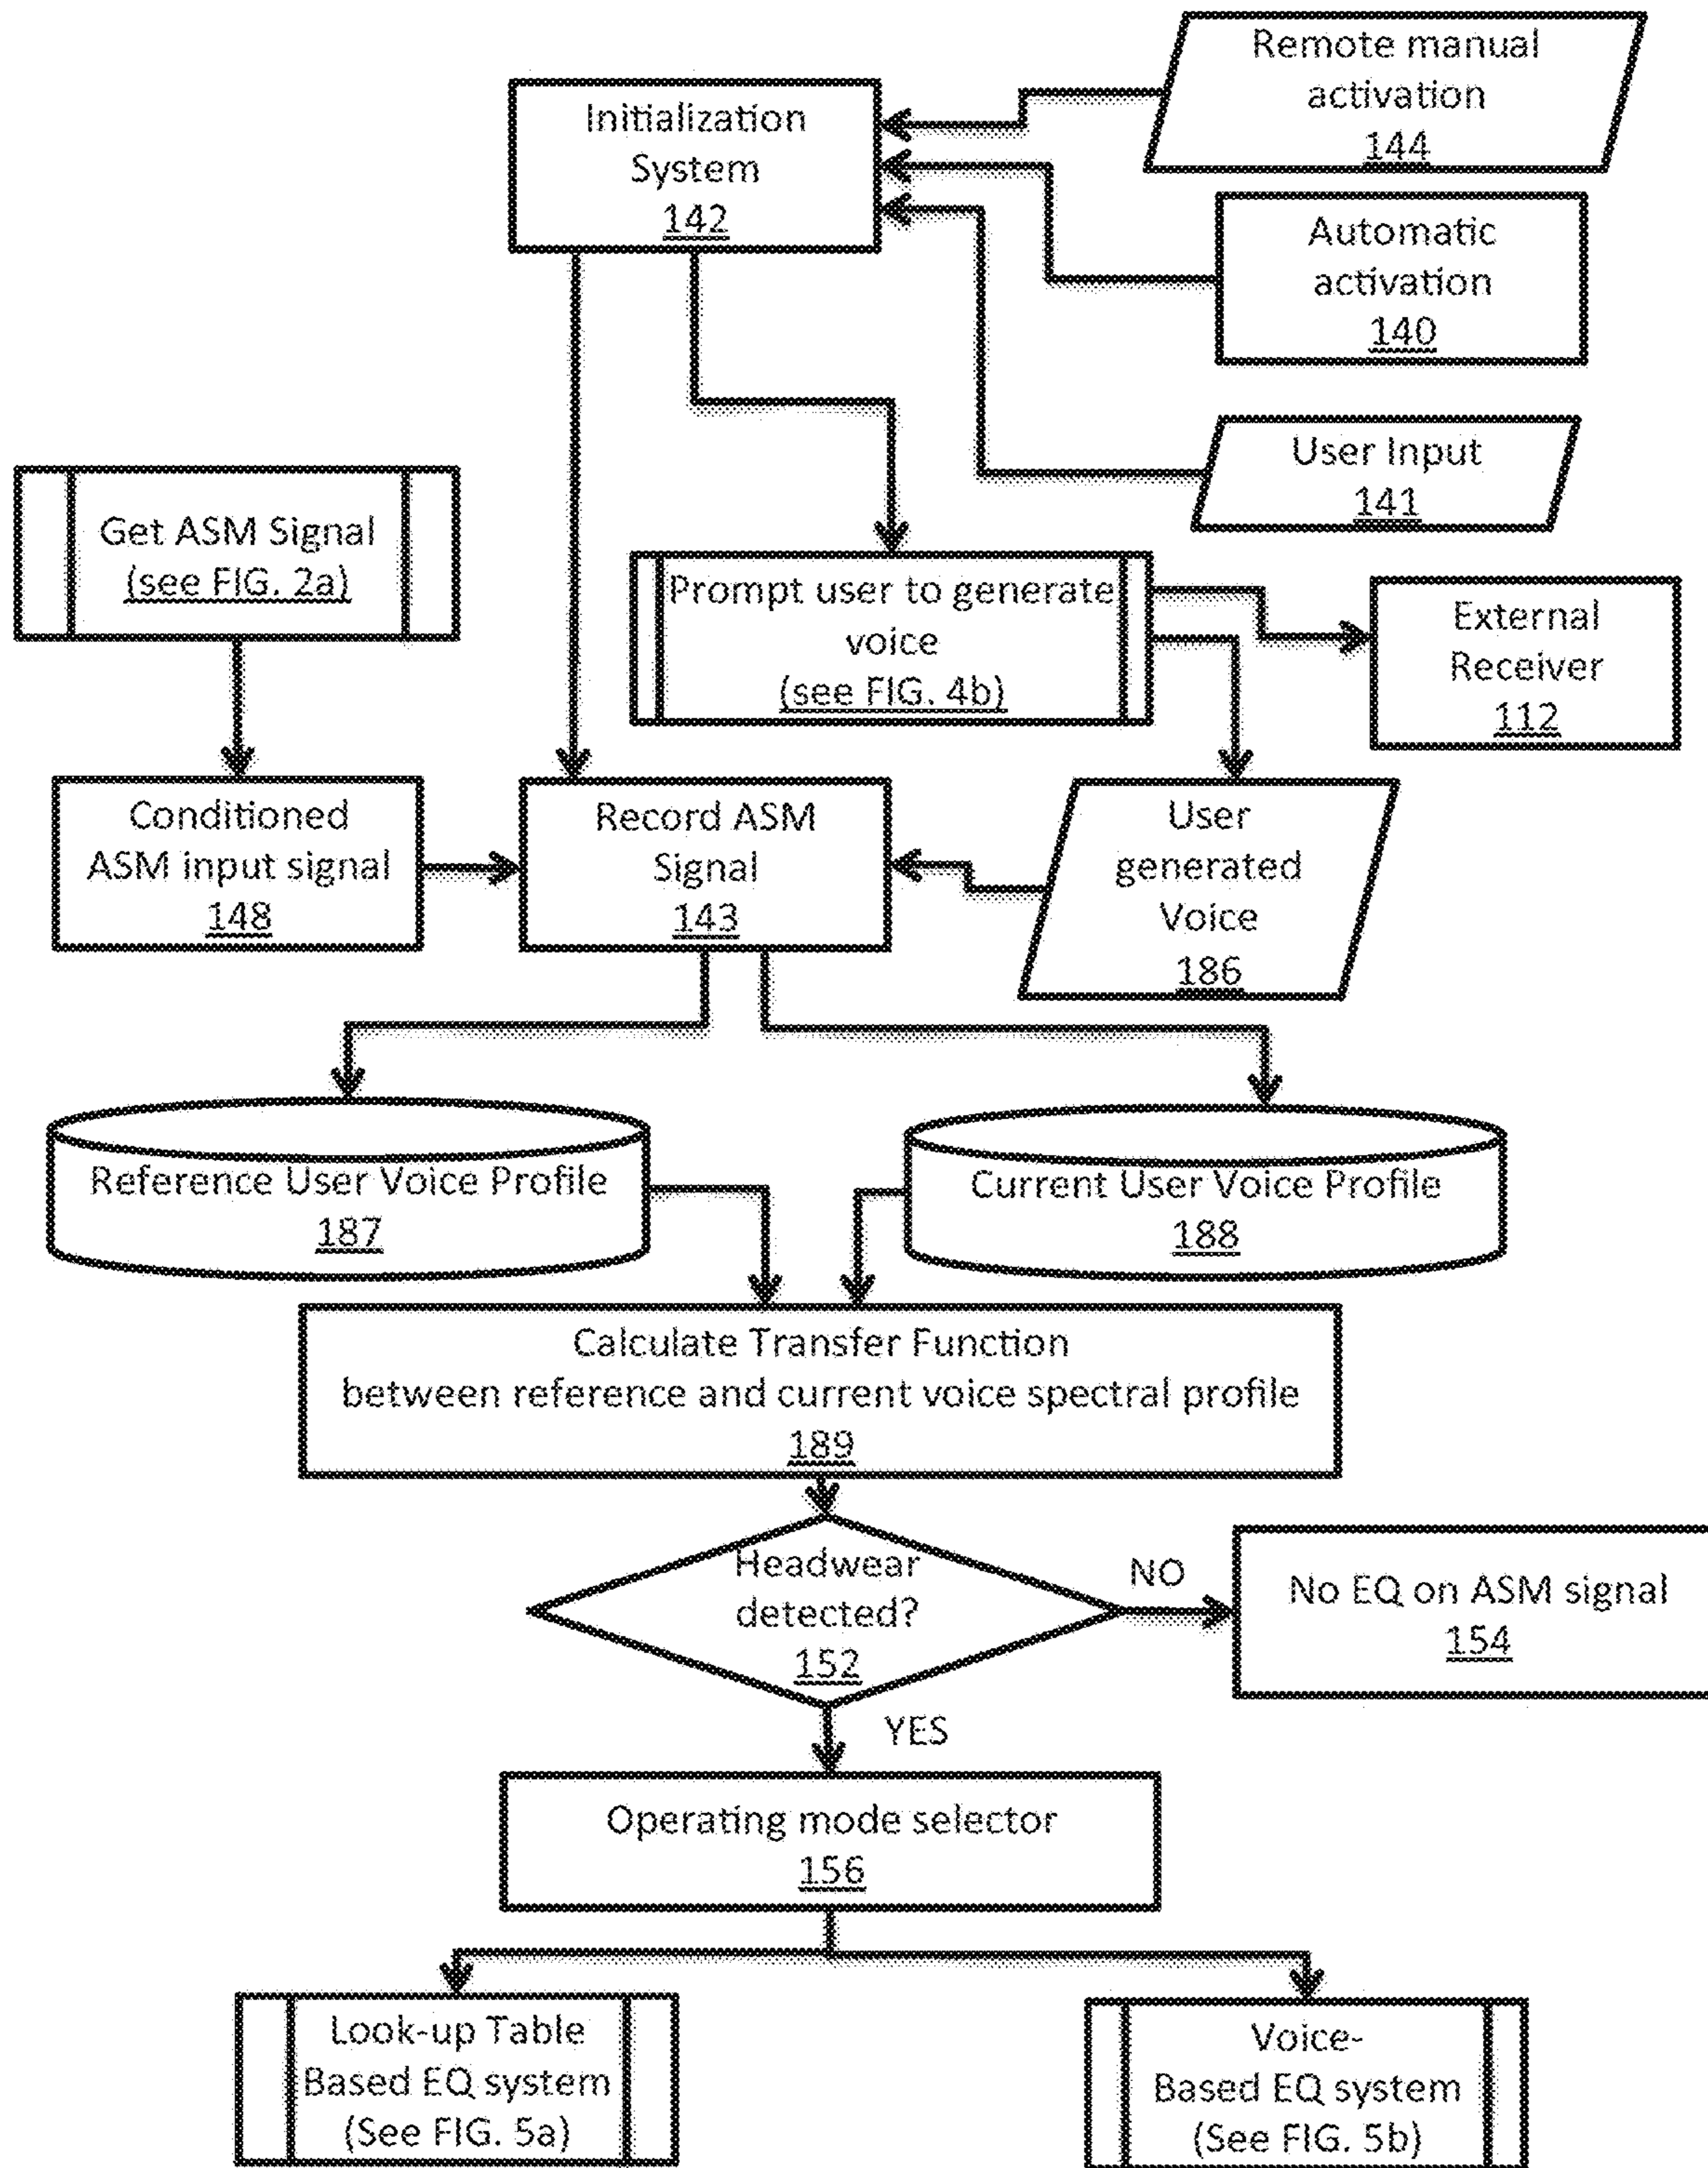 Remote manual
activation
144
Initialization
System
142
Automatic
activation
140
User Input
141
Get ASM Signal
(see FIG. 2a)
Prompt user to generate
voice
(see FIG. 4b)
External
Receiver
112
Conditioned
ASM input signal
148
Record ASM
Signal
143
User
generated
Voice
186
Reference User Voice Profile
187
Current User Voice Profile
188
Calculate Transfer Function
between reference and current voice spectral profile
189
Headwear
detected?
152
NO
No EQ on ASM signal
154
YES
Operating mode selector
156
Look-up Table
Based EQ system
(See FIG. 5a)
Voice-
Based EQ system
(See FIG. 5b)